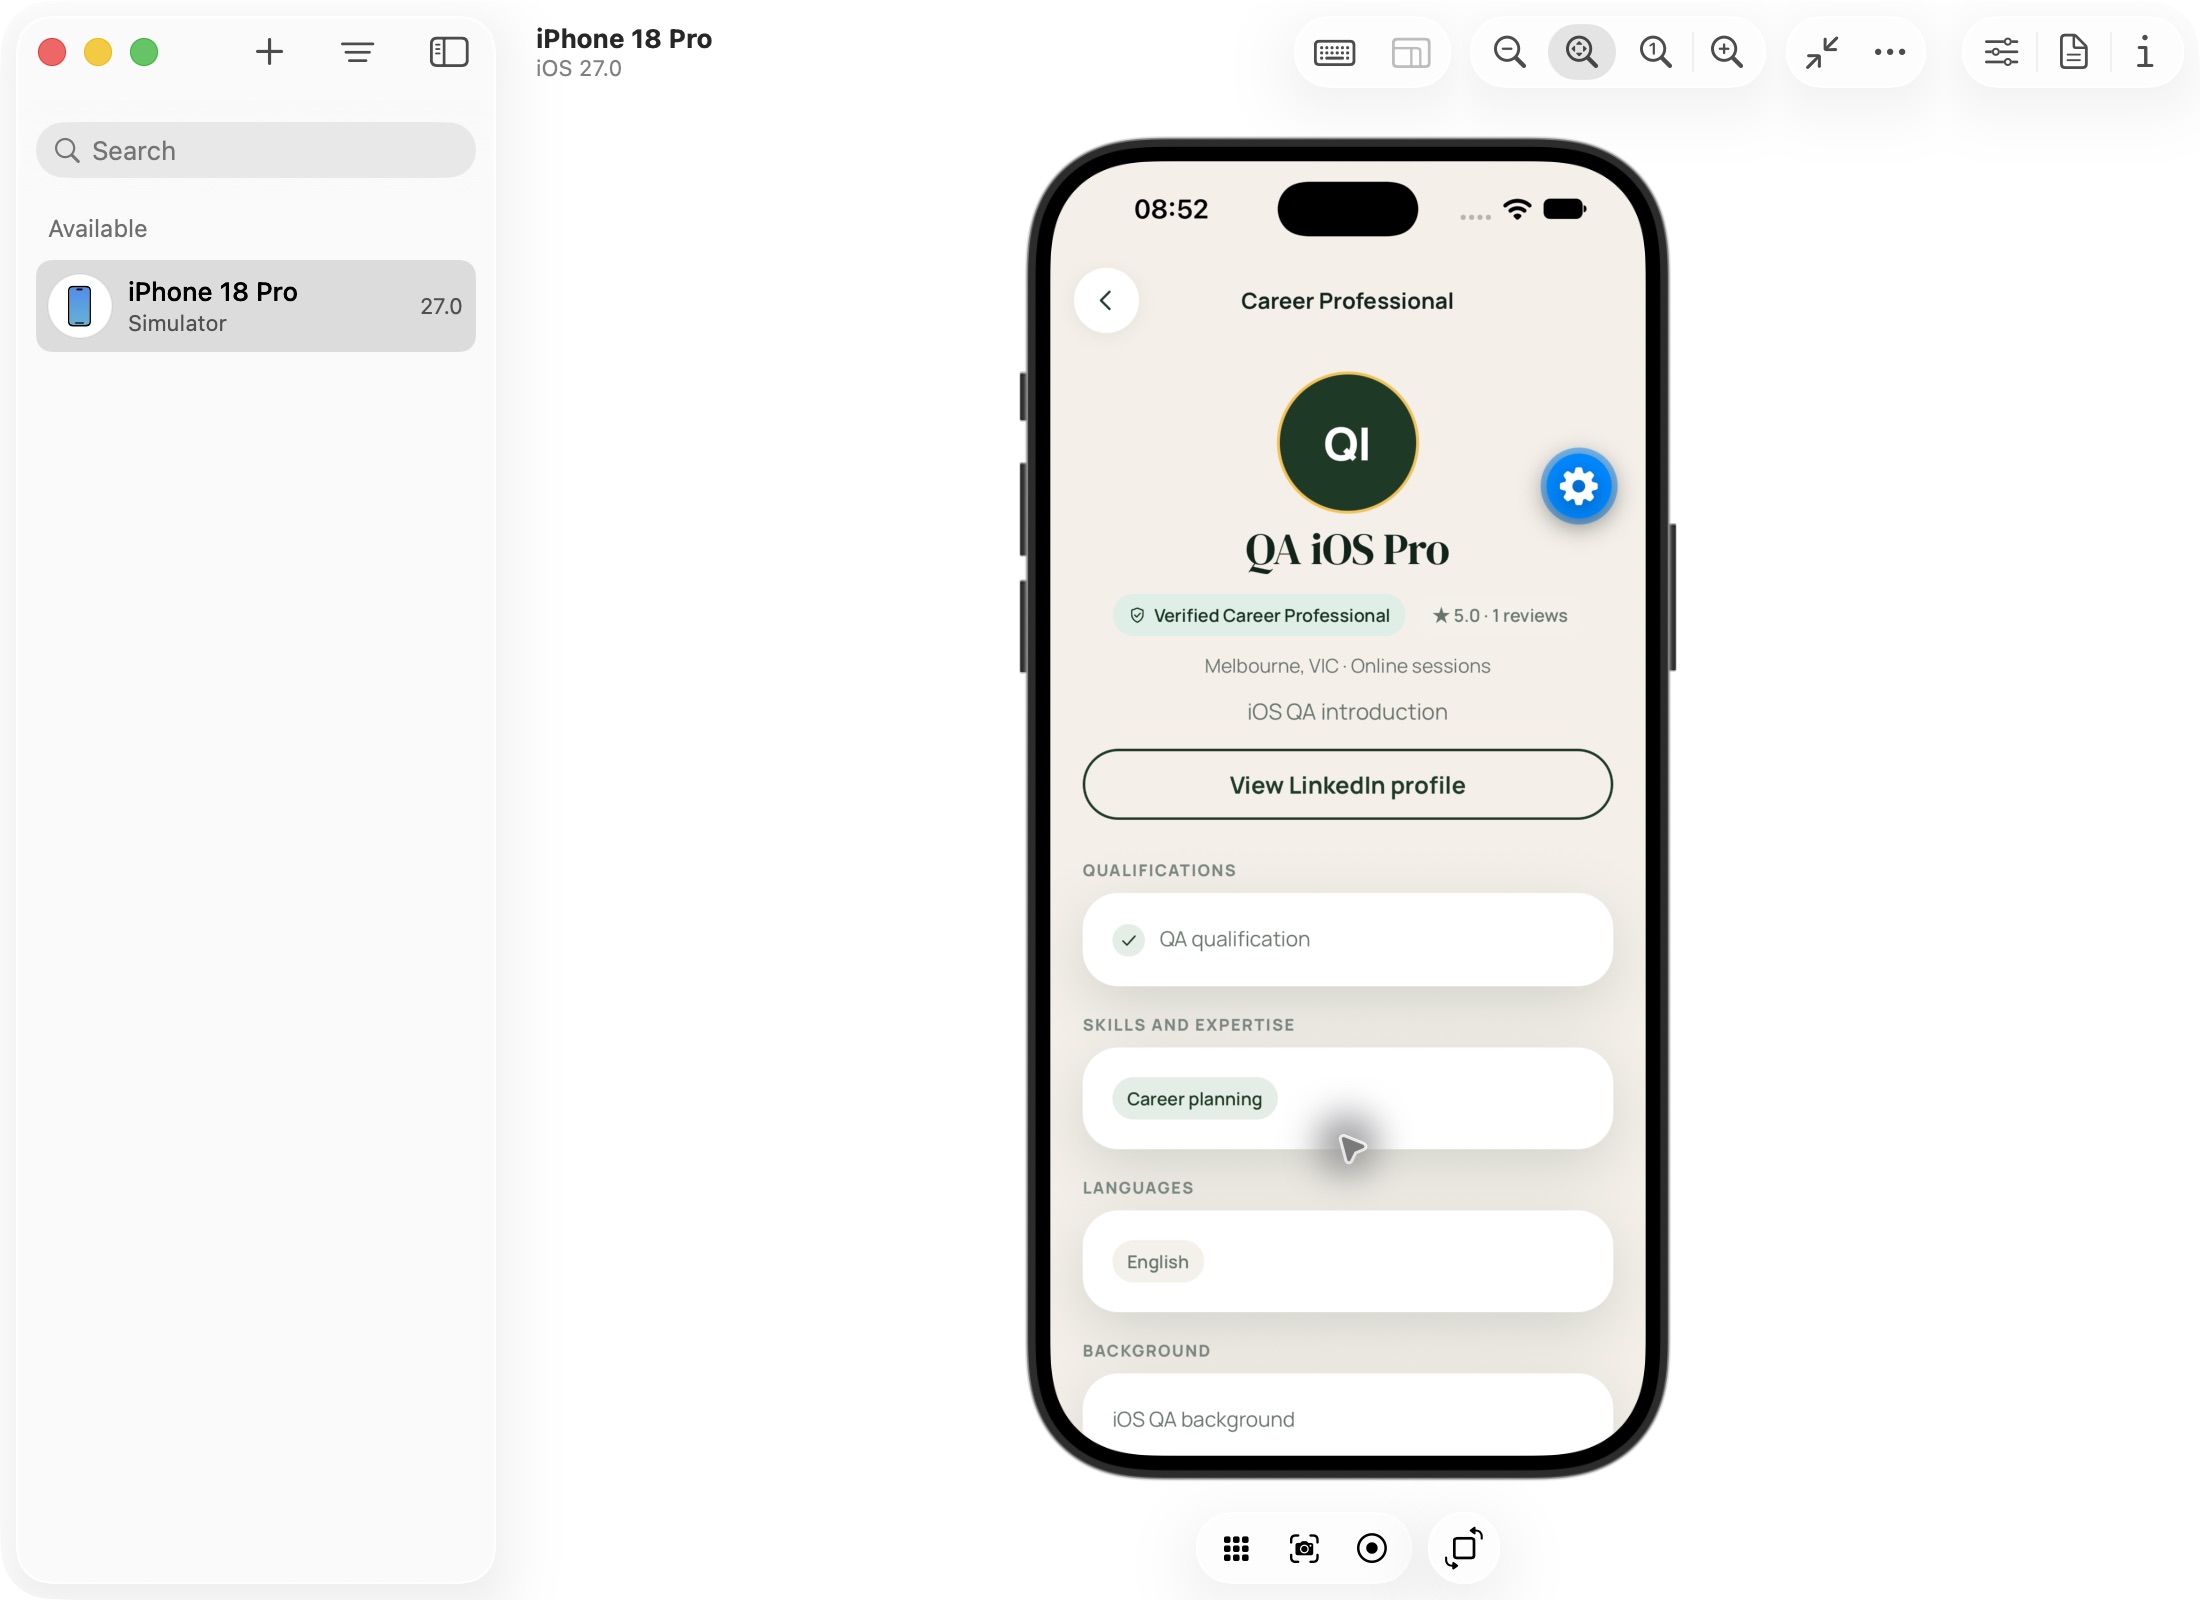 iPhone 18 Pro
iOS 27.0
Search
Available
iPhone 18 Pro
Simulator
27.0
08:52
Career Professional
QI
QA iOS Pro
Verified Career Professional
★ 5.0 · 1 reviews
Melbourne, VIC · Online sessions
iOS QA introduction
View LinkedIn profile
QUALIFICATIONS
QA qualification
SKILLS AND EXPERTISE
Career planning
LANGUAGES
English
BACKGROUND
iOS QA background